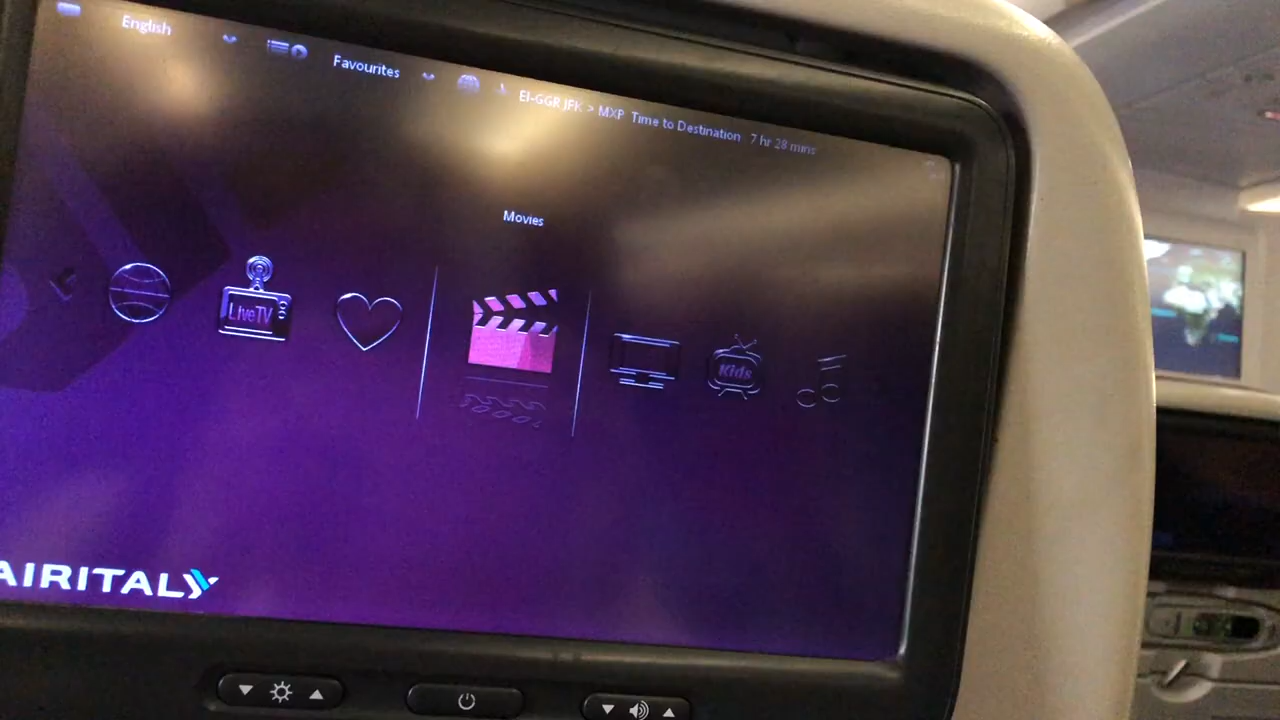 English
Favourites
EI-GGR JFK > MXP Time to Destination 7 hr 28 mins
Movies
LiveTV
Kids
AIRITALY